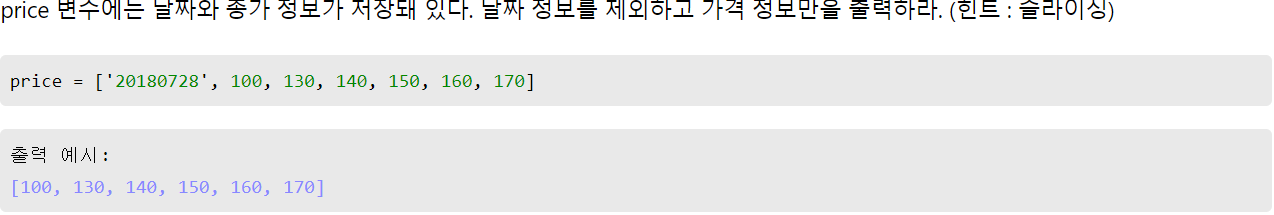 price 변수에는 날짜와 종가 정보가 저장돼 있다. 날짜 정보를 제외하고 가격 정보만을 출력하라. (힌트 : 슬라이싱)
price = ['20180728', 100, 130, 140, 150, 160, 170]
출력 예시:
[100, 130, 140, 150, 160, 170]